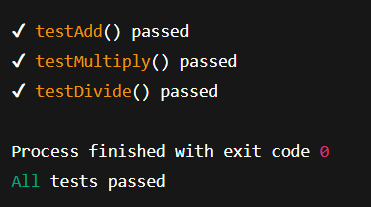 ✔ testAdd() passed
✔ testMultiply() passed
✔ testDivide() passed
Process finished with exit code 0
All tests passed